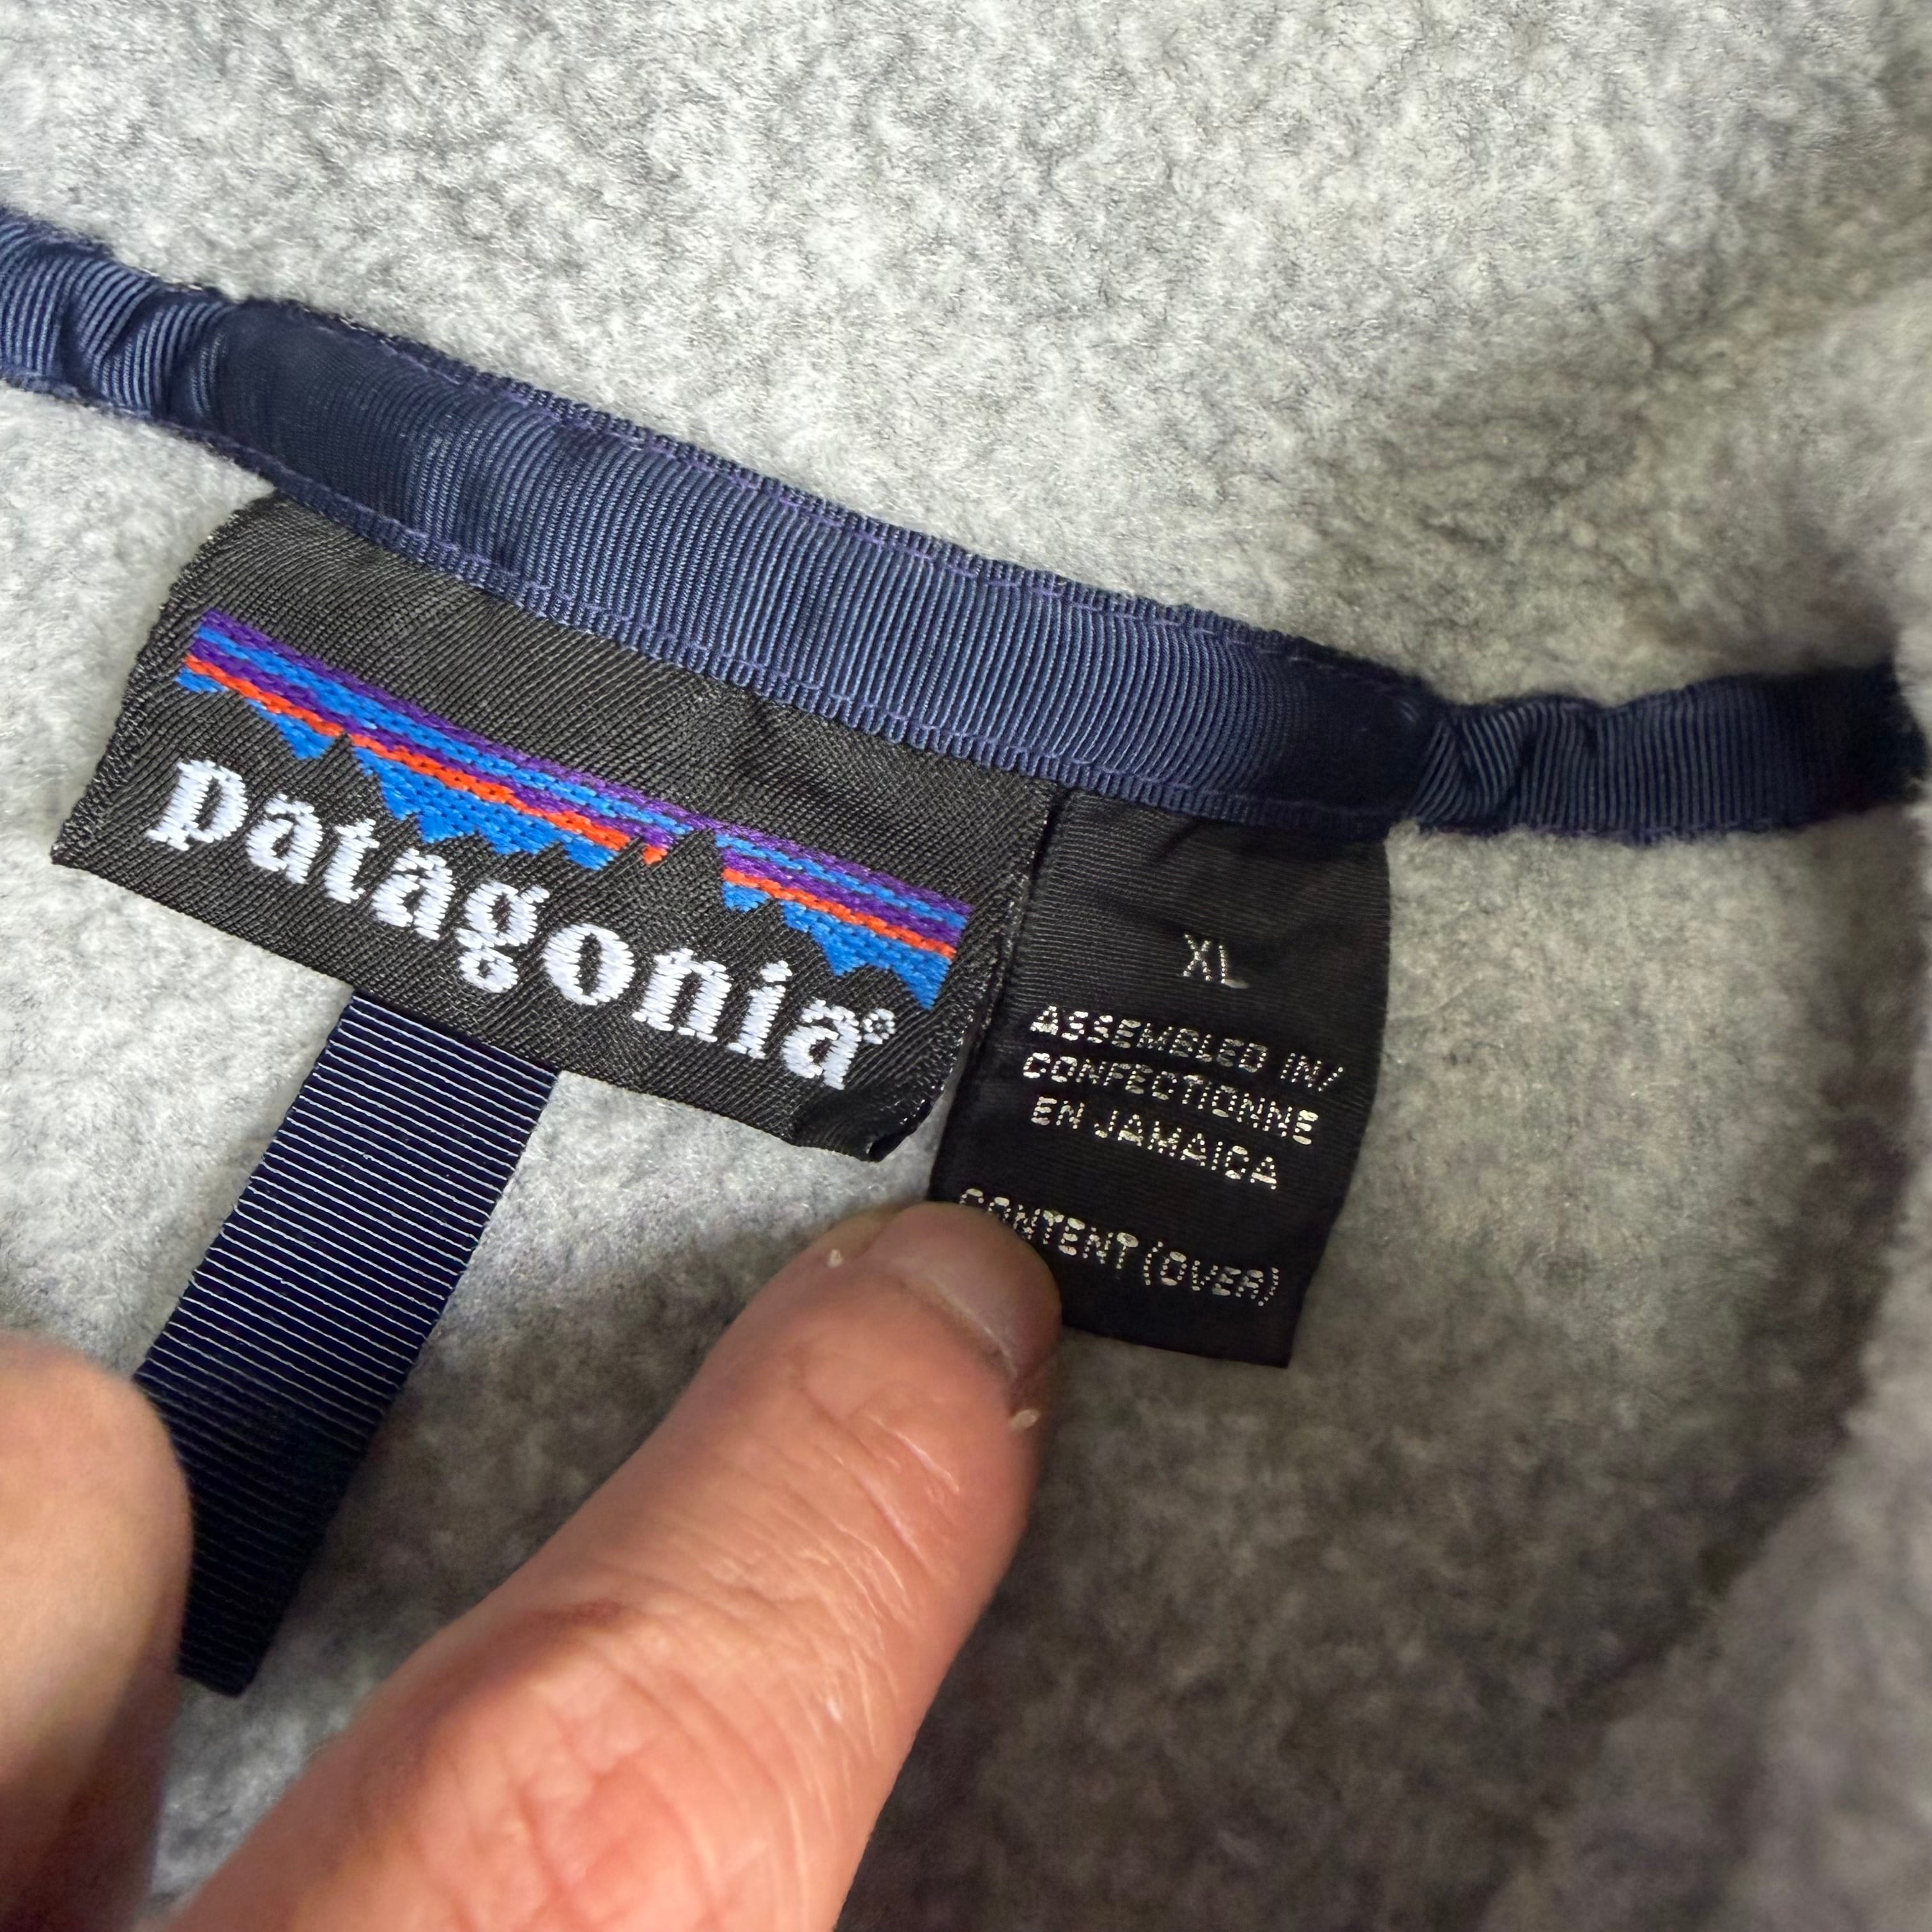 patagonia®
XL
ASSEMBLED IN/
CONFECTIONNE
EN JAMAICA
CONTENT (OVER)